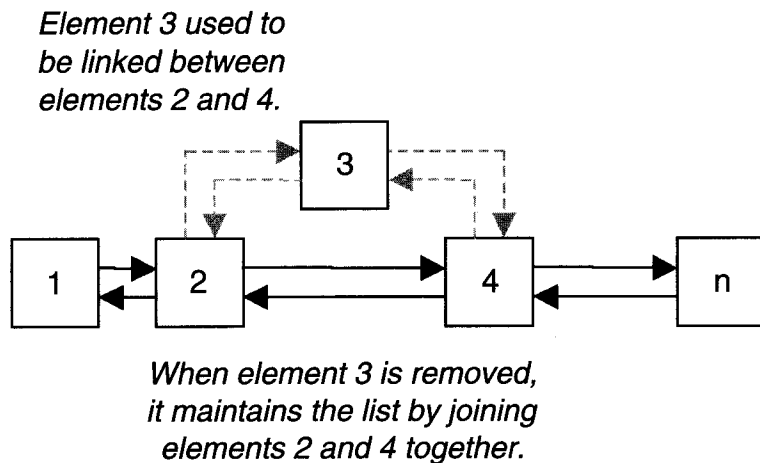 Element 3 used to
be linked between
elements 2 and 4.
3
1
2
4
n
When element 3 is removed,
it maintains the list by joining
elements 2 and 4 together.